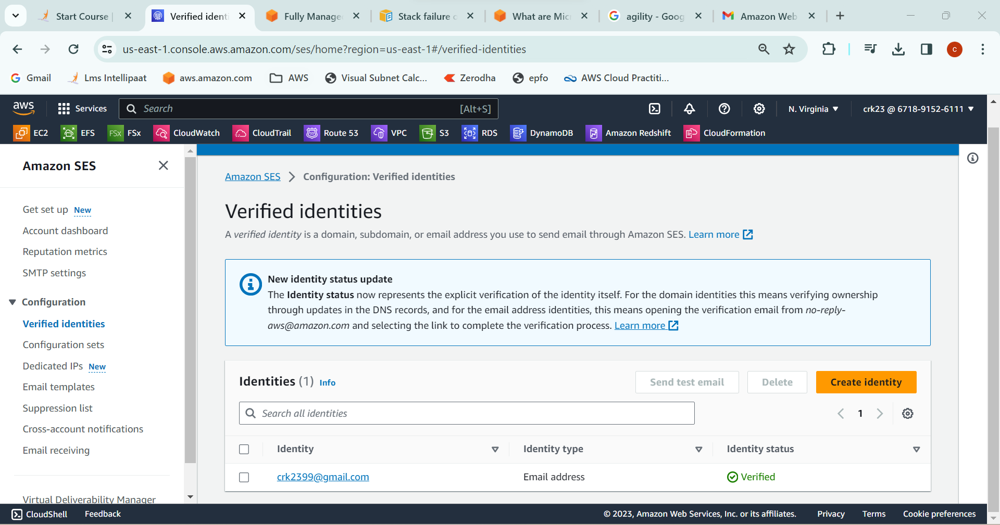 Start Course
Verified identi
Fully Manage
Stack failure
What are Mic
agility - Goog
Amazon Web
us-east-1.console.aws.amazon.com/ses/home?region=us-east-1#/verified-identities
C
Gmail
Lms Intellipaat
aws.amazon.com
AWS
Visual Subnet Calc...
Zerodha
epfo
AWS Cloud Practiti...
aws
Services
Search
[Alt+S]
N. Virginia
crk23 @ 6718-9152-6111
EC2
EFS
FSx
FSx
CloudWatch
CloudTrail
53
Route 53
VPC
S3
RDS
DynamoDB
Amazon Redshift
CloudFormation
Amazon SES
Get set up New
Account dashboard
Reputation metrics
SMTP settings
Configuration
Verified identities
Configuration sets
Dedicated IPs New
Email templates
Suppression list
Cross-account notifications
Email receiving
Virtual Deliverability Manager
Amazon SES > Configuration: Verified identities
Verified identities
A verified identity is a domain, subdomain, or email address you use to send email through Amazon SES. Learn more
New identity status update
The Identity status now represents the explicit verification of the identity itself. For the domain identities this means verifying ownership
through updates in the DNS records, and for the email address identities, this means opening the verification email from no-reply-
aws@amazon.com and selecting the link to complete the verification process. Learn more
Identities (1) Info
Send test email
Delete
Create identity
Search all identities
1
Identity
Identity type
Identity status
crk2399@gmail.com
Email address
Verified
CloudShell
Feedback
© 2023, Amazon Web Services, Inc. or its affiliates.
Privacy
Terms
Cookie preferences